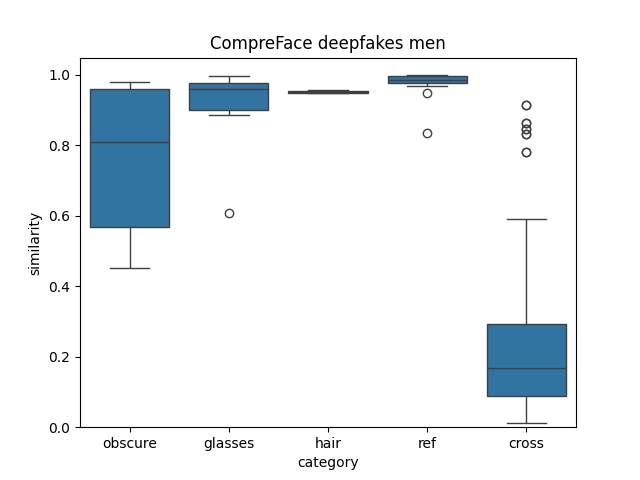 CompreFace deepfakes men
similarity
1.0
0.8
0.6
0.4
0.2
0.0
obscure glasses hair ref cross
category